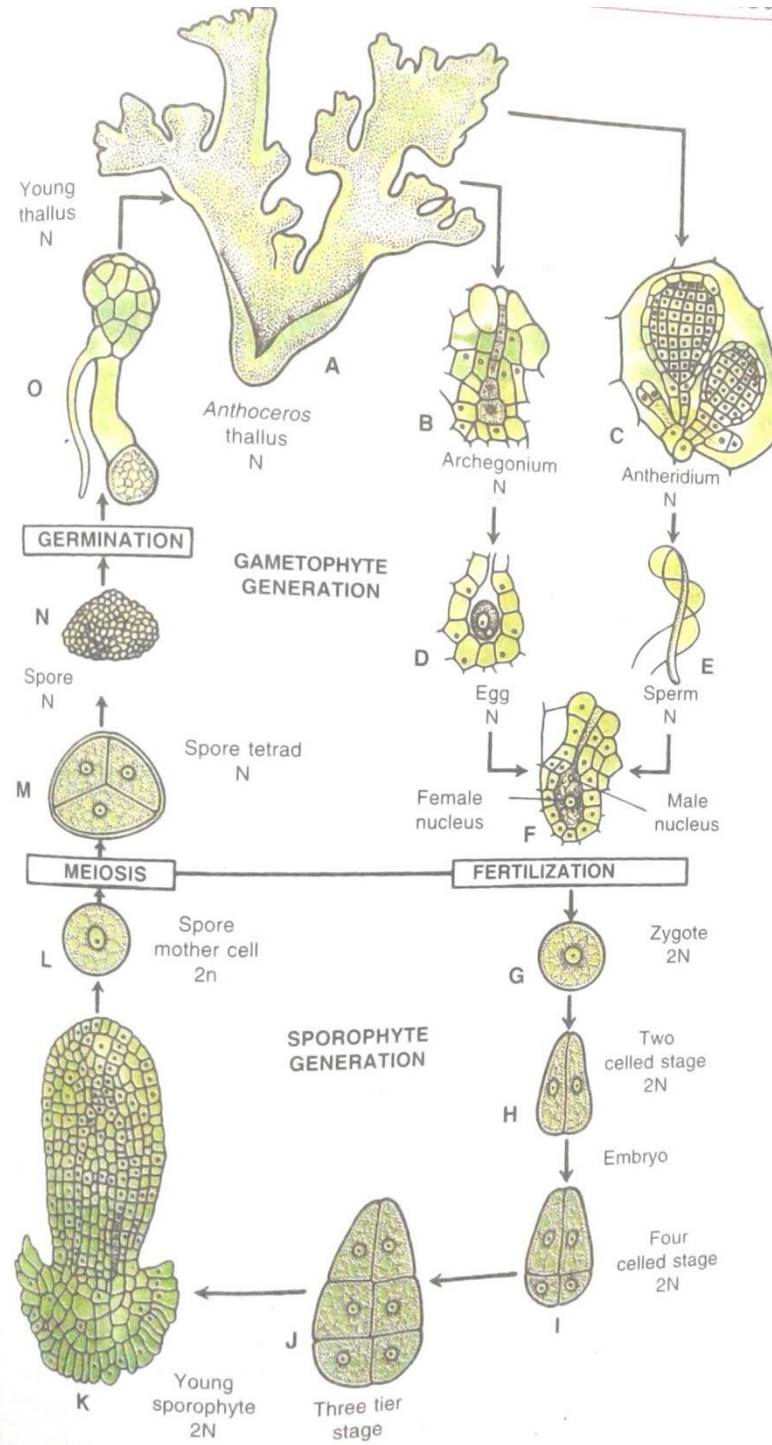 Young
thallus
N
A
O
Anthoceros
thallus
N
B
Archegonium
N
C
Antheridium
N
GERMINATION
GAMETOPHYTE
GENERATION
N
Spore
N
D
Egg
N
E
Sperm
N
M
Spore tetrad
N
Female
nucleus
F
Male
nucleus
MEIOSIS
FERTILIZATION
L
Spore
mother cell
2n
G
Zygote
2N
SPOROPHYTE
GENERATION
H
Two
celled stage
2N
Embryo
Four
celled stage
2N
I
J
Three tier
stage
K
Young
sporophyte
2N